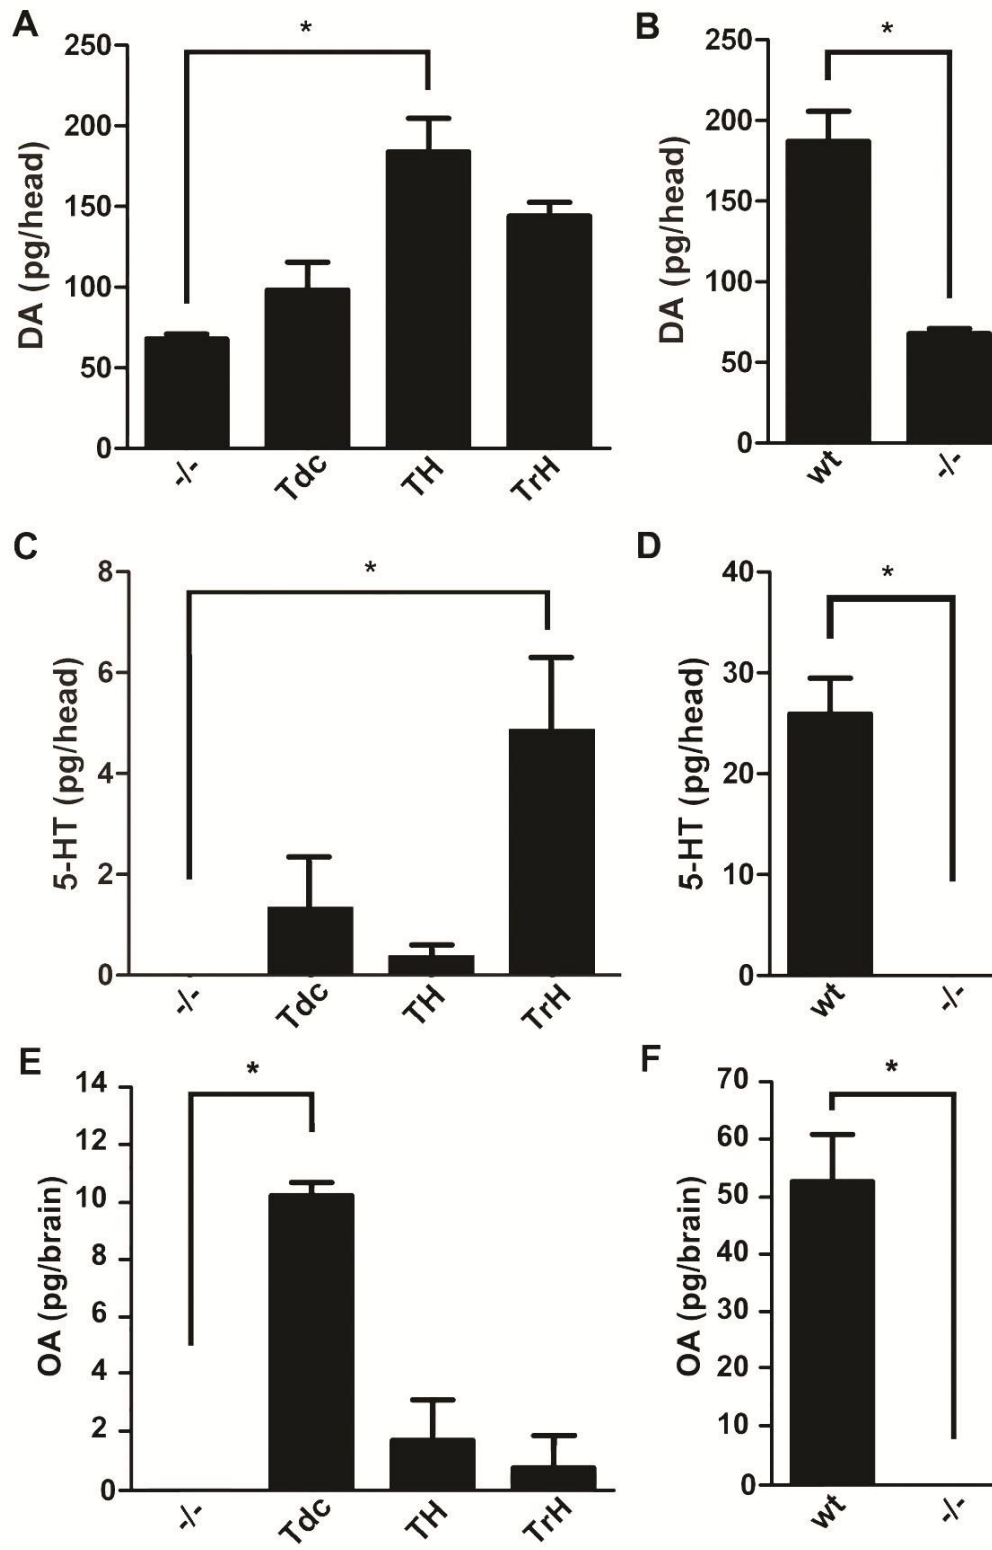 A
*
250
200
150
100
50
0
DA (pg/head)
-/-
Tdc
TH
TrH
B
*
250
200
150
100
50
0
DA (pg/head)
wt
-/-
C
*
8
6
4
2
0
5-HT (pg/head)
-/-
Tdc
TH
TrH
D
*
40
30
20
10
0
5-HT (pg/head)
wt
-/-
E
*
14
12
10
8
6
4
2
0
OA (pg/brain)
-/-
Tdc
TH
TrH
F
*
70
60
50
40
30
20
10
0
OA (pg/brain)
wt
-/-